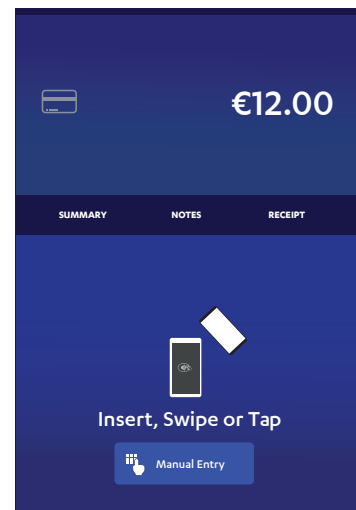 €12.00
SUMMARY NOTES RECEIPT
Insert, Swipe or Tap
Manual Entry